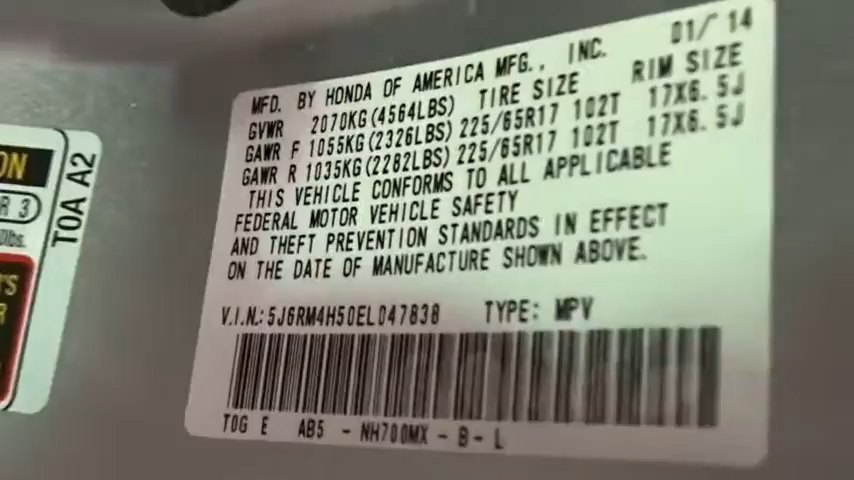 MFD. BY HONDA OF AMERICA MFG., INC. 01/14
GVWR 2070KG(4564LBS) TIRE SIZE RIM SIZE
GAWR F 1055KG(2326LBS) 225/65R17 102T 17X6.5J
GAWR R 1035KG(2282LBS) 225/65R17 102T 17X6.5J
THIS VEHICLE CONFORMS TO ALL APPLICABLE
FEDERAL MOTOR VEHICLE SAFETY
AND THEFT PREVENTION STANDARDS IN EFFECT
ON THE DATE OF MANUFACTURE SHOWN ABOVE.
V.I.N.: 5J6RM4H50EL047838 TYPE: MPV
TOG E AB5 - NH700MX - B - L
TOA A2